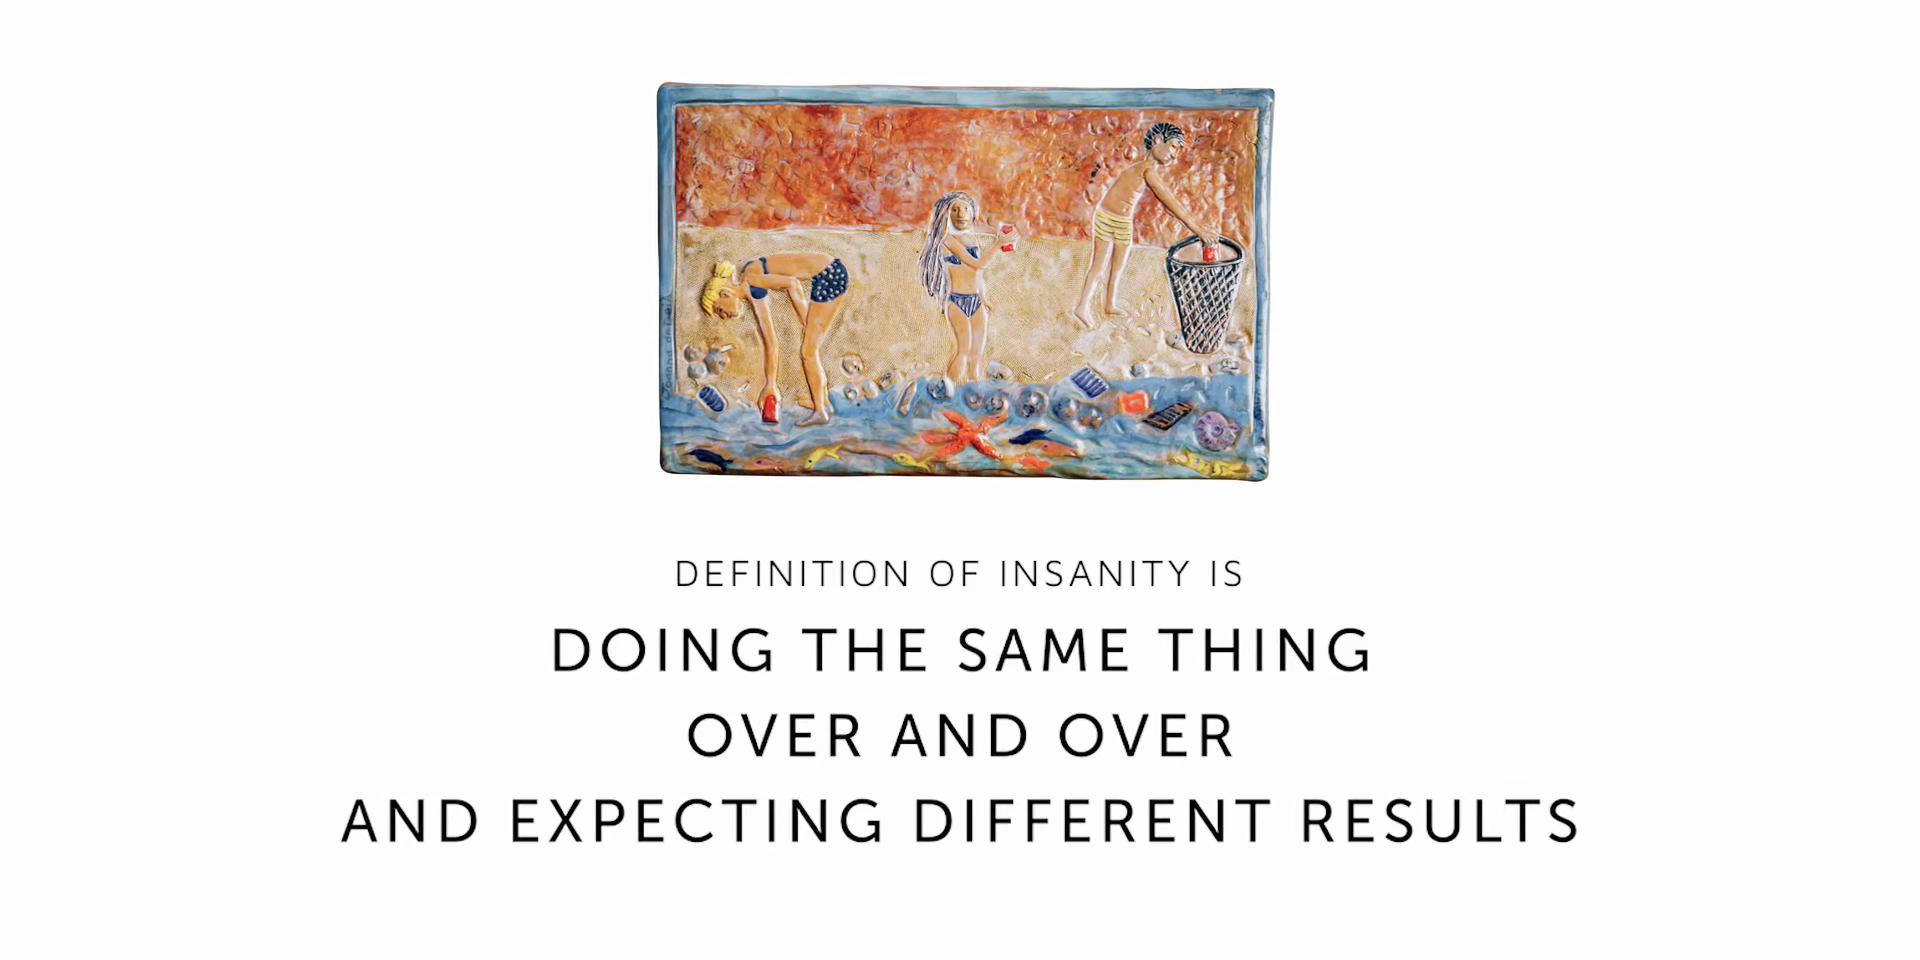 DEFINITION OF INSANITY IS
DOING THE SAME THING
OVER AND OVER
AND EXPECTING DIFFERENT RESULTS